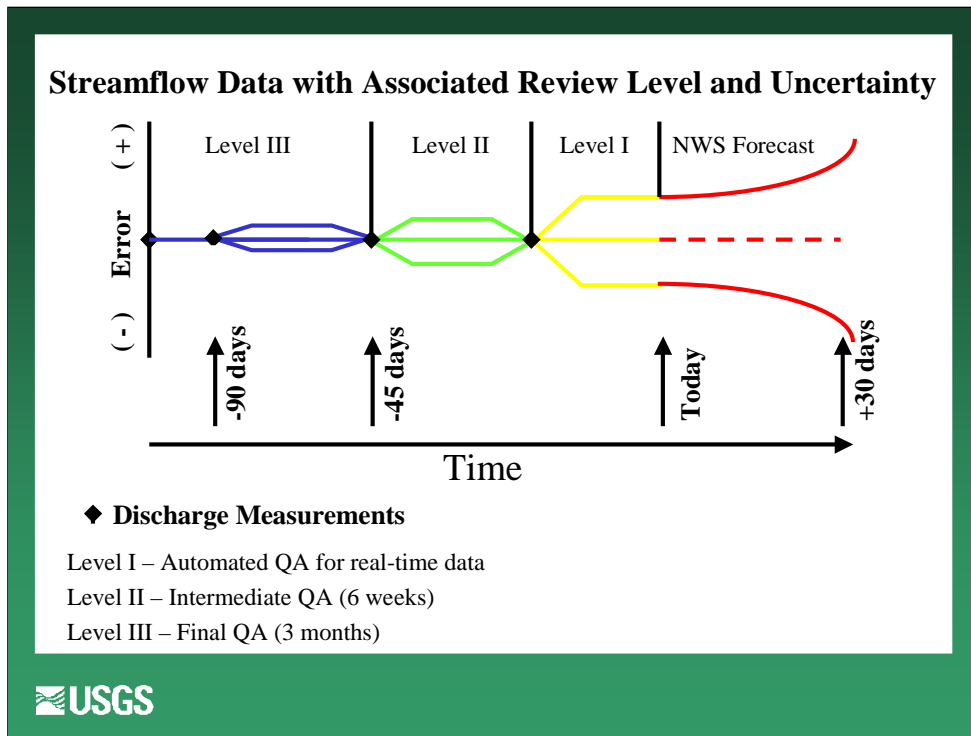 Streamflow Data with Associated Review Level and Uncertainty
( + )
Error
( - )
Level III
Level II
Level I
NWS Forecast
-90 days
-45 days
Today
+30 days
Time
Discharge Measurements
Level I – Automated QA for real-time data
Level II – Intermediate QA (6 weeks)
Level III – Final QA (3 months)
USGS